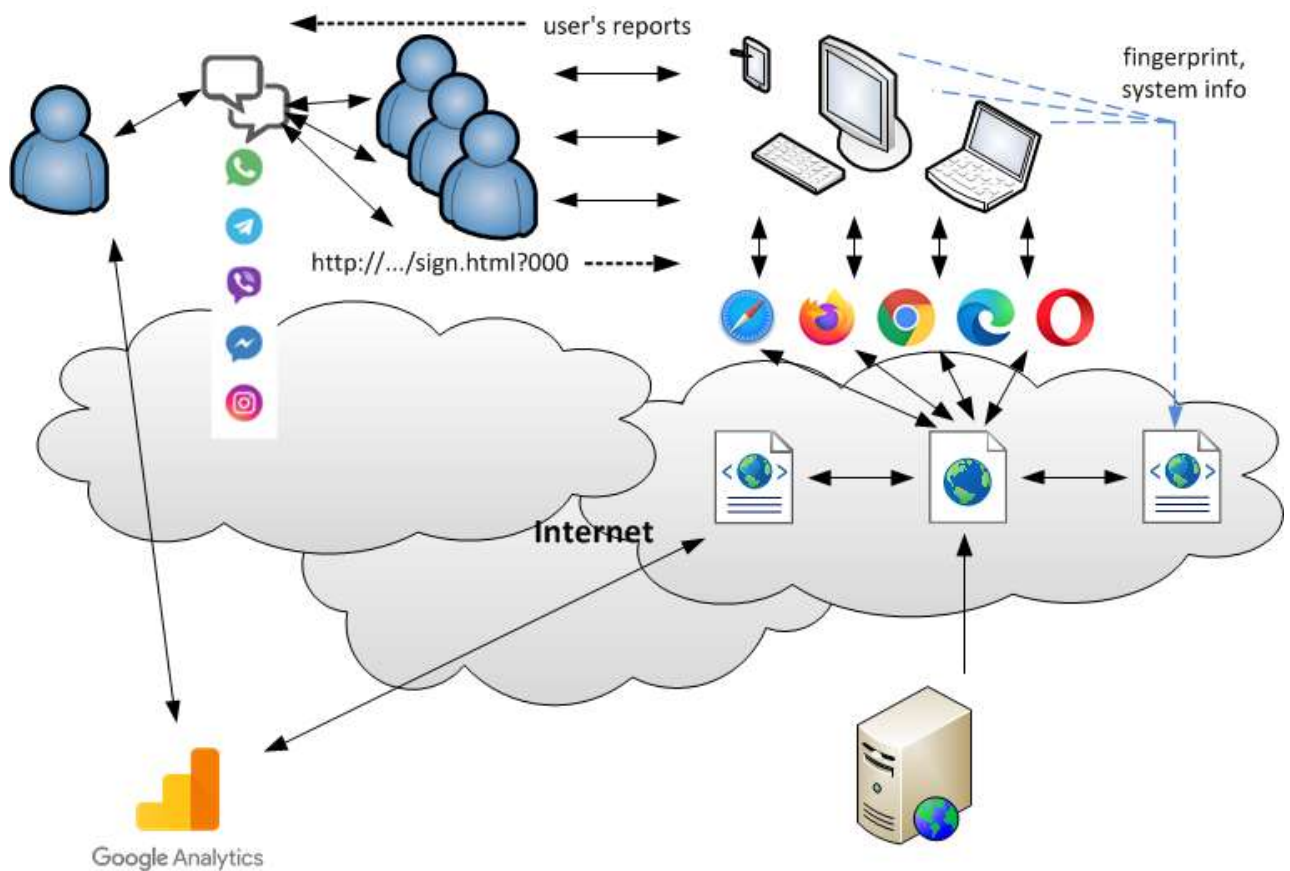 user's reports
fingerprint,
system info
http://.../sign.html?000
Internet
Google Analytics